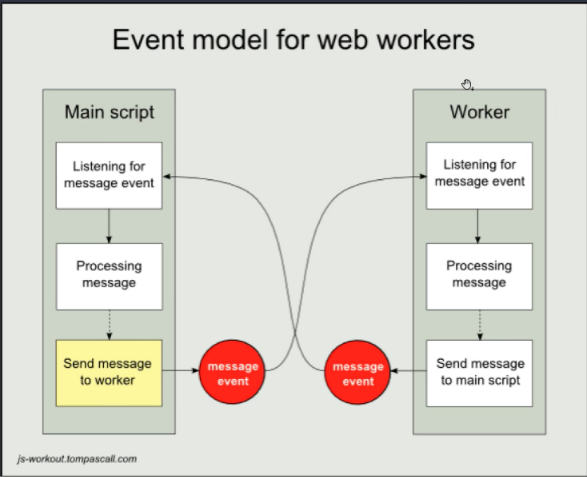 Event model for web workers
Main script
Listening for
message event
Processing
message
Send message
to worker
message
event
Worker
Listening for
message event
Processing
message
Send message
to main script
message
event
js-workout.tompascall.com